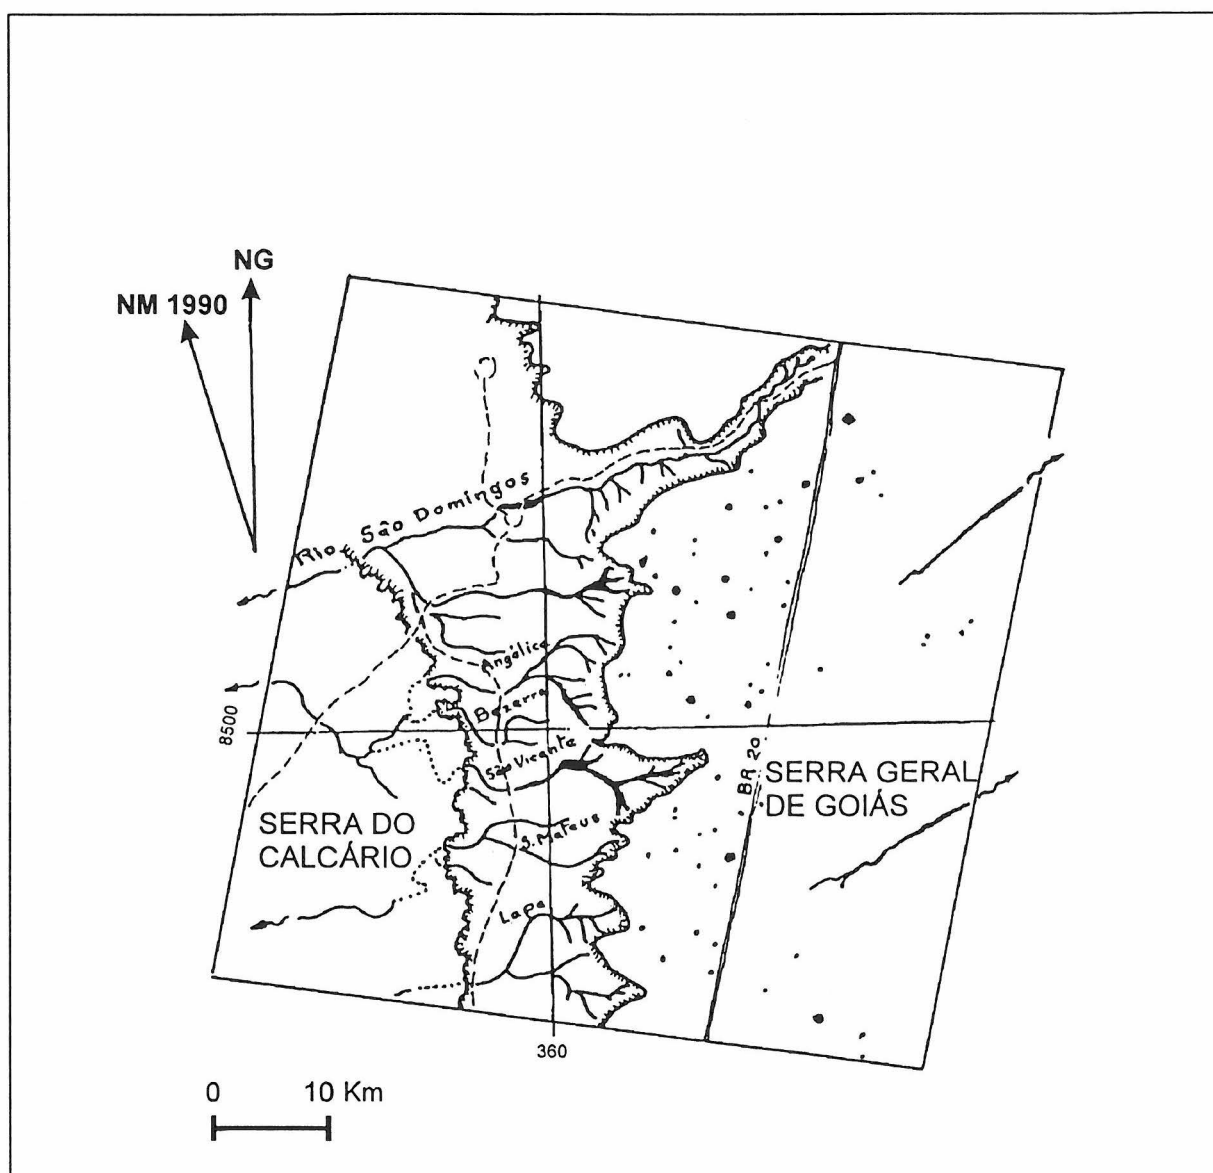 NG
NM 1990
Rio São Domingos
Angélica
Bezerra
8500
São Vicente
BR 20
SERRA GERAL
DE GOIÁS
SERRA DO
CALCÁRIO
S. Mateus
Lapa
360
0 10 Km